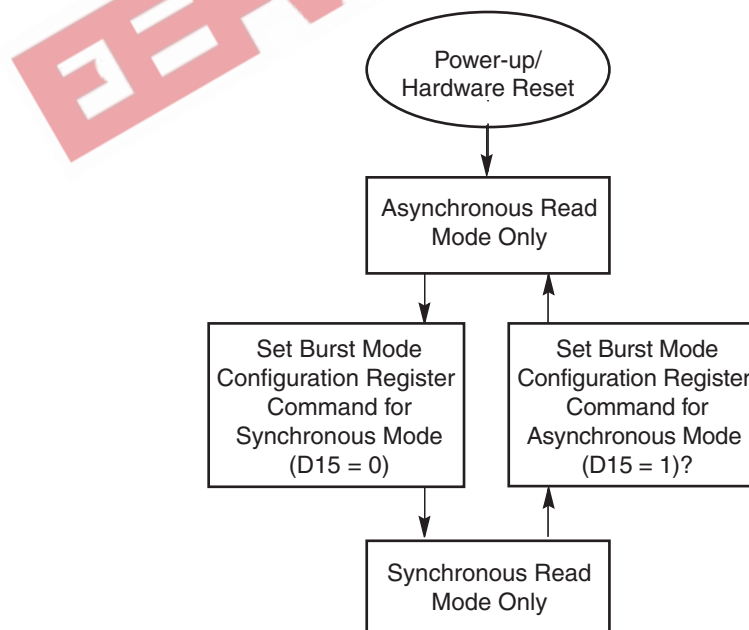 Power-up/
Hardware Reset
Asynchronous Read
Mode Only
Set Burst Mode
Configuration Register
Command for
Synchronous Mode
(D15 = 0)
Set Burst Mode
Configuration Register
Command for
Asynchronous Mode
(D15 = 1)?
Synchronous Read
Mode Only